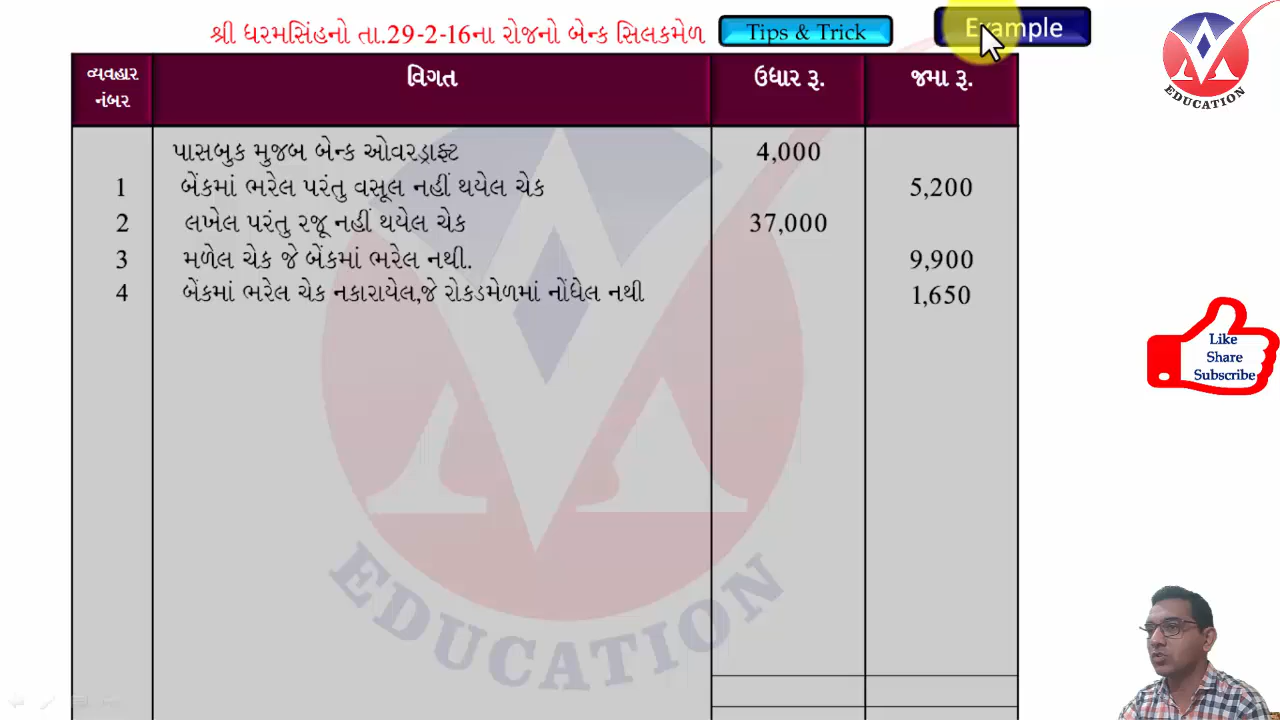 શ્રી ધરમસિંહનો તા.29-2-16ના રોજનો બેન્ક સિલકમેળ
Tips & Trick
Example
EDUCATION
વ્યવહાર નંબર વિગત ઉધાર રૂ. જમા રૂ.
પાસબુક મુજબ બેન્ક ઓવરડ્રાફ્ટ 4,000
1 બેંકમાં ભરેલ પરંતુ વસૂલ નહીં થયેલ ચેક 5,200
2 લખેલ પરંતુ રજૂ નહીં થયેલ ચેક 37,000
3 મળેલ ચેક જે બેંકમાં ભરેલ નથી. 9,900
4 બેંકમાં ભરેલ ચેક નકારાયેલ,જે રોકડમેળમાં નોંધેલ નથી 1,650
Like
Share
Subscribe
EDUCATION